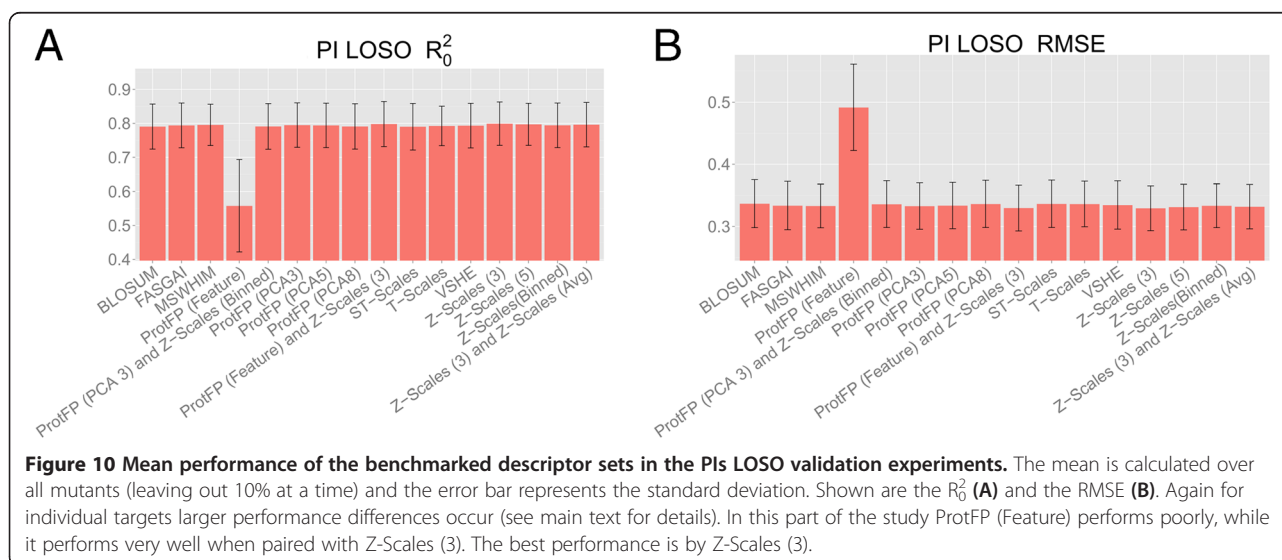 A
PI LOSO R₀²
0.9
0.8
0.7
0.6
0.5
0.4
BLOSUM
FASGAI
MSWHIM
ProtFP (Feature)
ProtFP (PCA 3) and Z-Scales (Binned)
ProtFP (PCA3)
ProtFP (PCA5)
ProtFP (PCA8)
ProtFP (Feature) and Z-Scales (3)
ST-Scales
T-Scales
VSHE
Z-Scales (3)
Z-Scales (5)
Z-Scales(Binned)
Z-Scales (3) and Z-Scales (Avg)
B
PI LOSO RMSE
0.5
0.4
0.3
BLOSUM
FASGAI
MSWHIM
ProtFP (Feature)
ProtFP (PCA 3) and Z-Scales (Binned)
ProtFP (PCA3)
ProtFP (PCA5)
ProtFP (PCA8)
ProtFP (Feature) and Z-Scales (3)
ST-Scales
T-Scales
VSHE
Z-Scales (3)
Z-Scales (5)
Z-Scales(Binned)
Z-Scales (3) and Z-Scales (Avg)
Figure 10 Mean performance of the benchmarked descriptor sets in the PIs LOSO validation experiments. The mean is calculated over
all mutants (leaving out 10% at a time) and the error bar represents the standard deviation. Shown are the R₀² (A) and the RMSE (B). Again for
individual targets larger performance differences occur (see main text for details). In this part of the study ProtFP (Feature) performs poorly, while
it performs very well when paired with Z-Scales (3). The best performance is by Z-Scales (3).